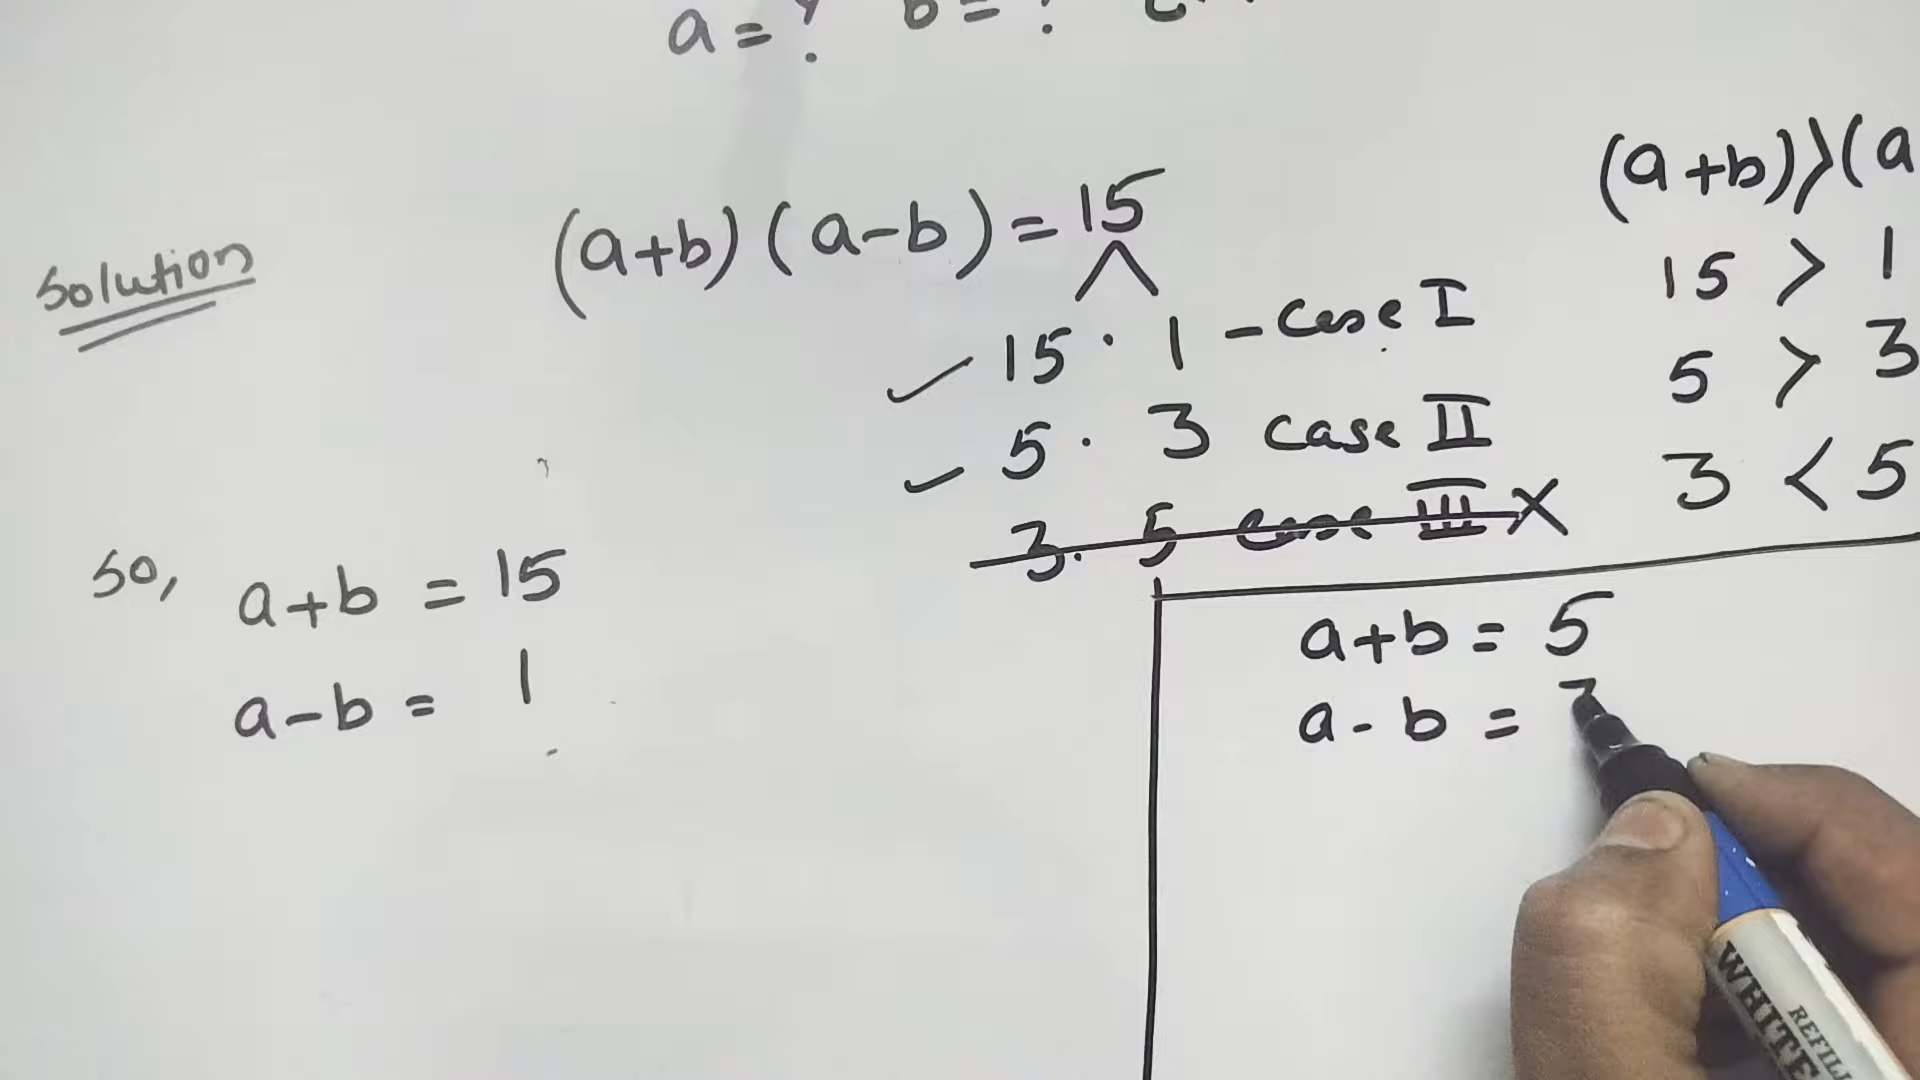 a = ? b = ?
Solution
(a+b) (a-b) = 15
15 · 1 - Case I
5 · 3 Case II
3. 5 Case III X
(a+b) > (a
15 > 1
5 > 3
3 < 5
So, a+b = 15
a-b = 1
a+b = 5
a-b = 3
WHITE
REFILL